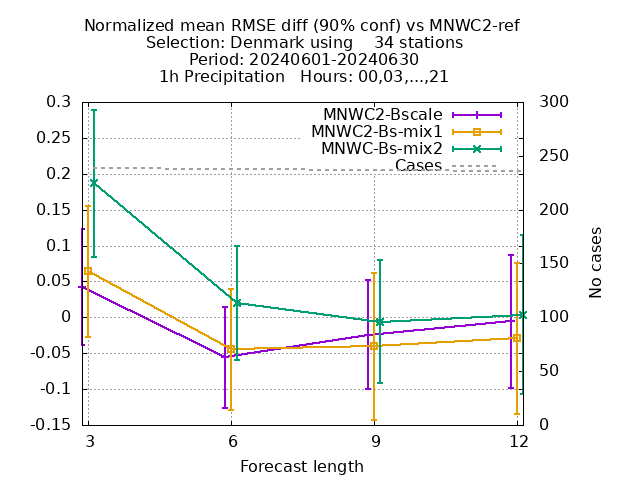 Normalized mean RMSE diff (90% conf) vs MNWC2-ref
Selection: Denmark using    34 stations
Period: 20240601-20240630
1h Precipitation   Hours: 00,03,...,21
MNWC2-Bscale
MNWC2-Bs-mix1
MNWC-Bs-mix2
Cases
0.3
0.25
0.2
0.15
0.1
0.05
0
-0.05
-0.1
-0.15
300
250
200
150
100
50
0
No cases
3 6 9 12
Forecast length